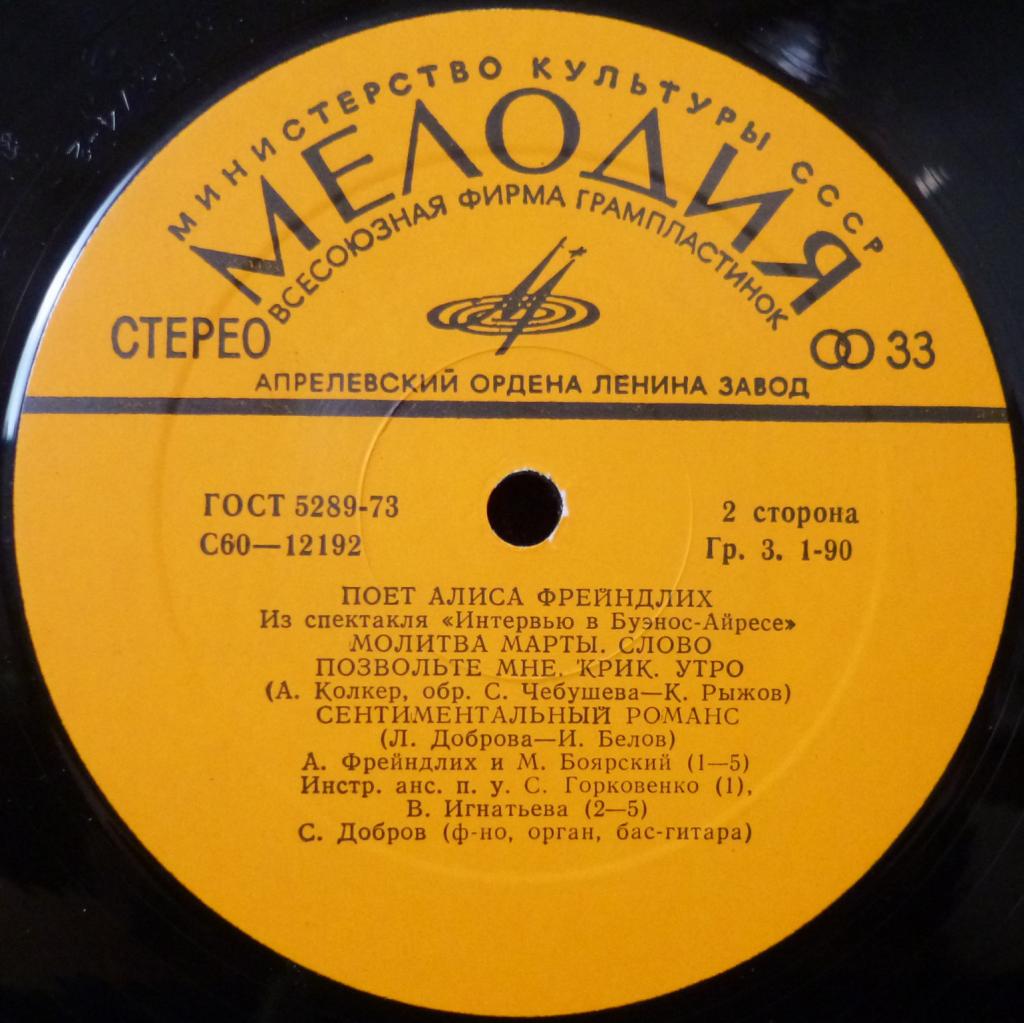 МИНИСТЕРСТВО КУЛЬТУРЫ СССР
МЕЛОДИЯ
ВСЕСОЮЗНАЯ ФИРМА ГРАМПЛАСТИНОК
СТЕРЕО
33
АПРЕЛЕВСКИЙ ОРДЕНА ЛЕНИНА ЗАВОД
ГОСТ 5289-73
2 сторона
С60—12192
Гр. 3. 1-90
ПОЕТ АЛИСА ФРЕЙНДЛИХ
Из спектакля «Интервью в Буэнос-Айресе»
МОЛИТВА МАРТЫ. СЛОВО
ПОЗВОЛЬТЕ МНЕ. КРИК. УТРО
(А. Колкер, обр. С. Чебушева—К. Рыжов)
СЕНТИМЕНТАЛЬНЫЙ РОМАНС
(Л. Доброва—И. Белов)
А. Фрейндлих и М. Боярский (1—5)
Инстр. анс. п. у. С. Горковенко (1),
В. Игнатьева (2—5)
С. Добров (ф-но, орган, бас-гитара)